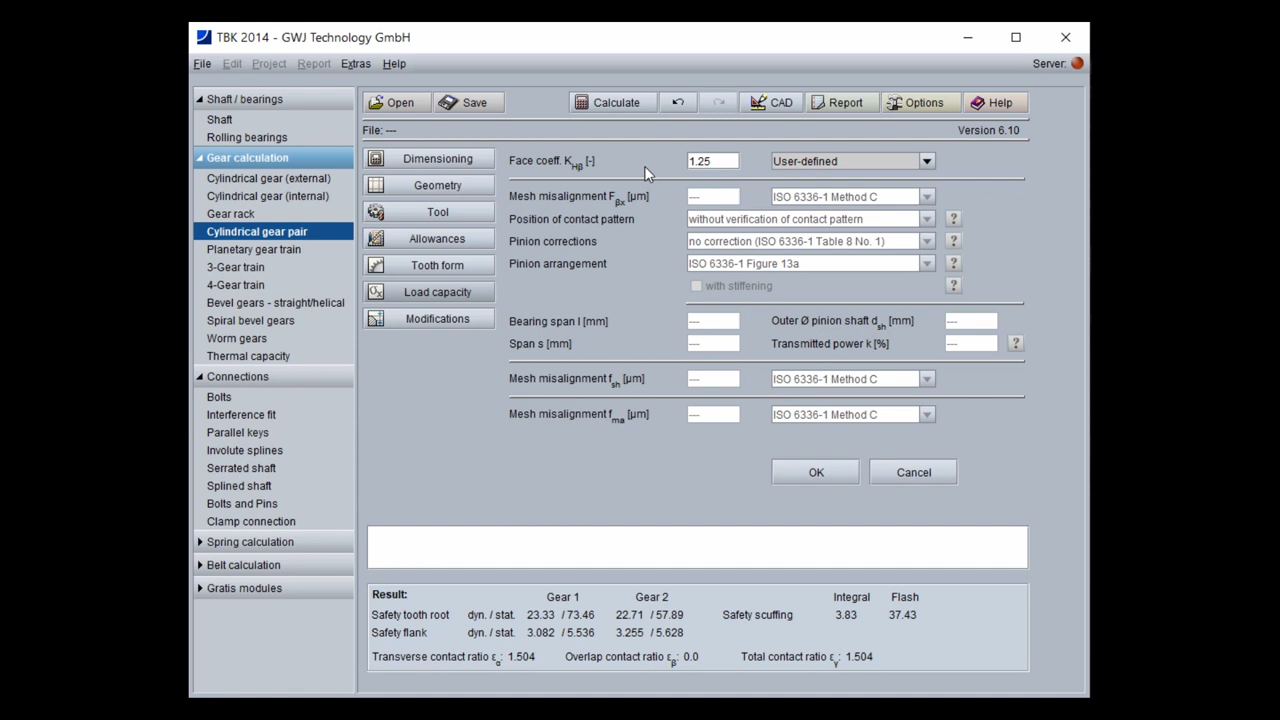 TBK 2014 - GWJ Technology GmbH
File Edit Project Report Extras Help Server:
Shaft / bearings
Shaft
Rolling bearings
Gear calculation
Cylindrical gear (external)
Cylindrical gear (internal)
Gear rack
Cylindrical gear pair
Planetary gear train
3-Gear train
4-Gear train
Bevel gears - straight/helical
Spiral bevel gears
Worm gears
Thermal capacity
Connections
Bolts
Interference fit
Parallel keys
Involute splines
Serrated shaft
Splined shaft
Bolts and Pins
Clamp connection
Spring calculation
Belt calculation
Gratis modules
Open Save Calculate CAD Report Options Help
File: --- Version 6.10
Dimensioning
Geometry
Tool
Allowances
Tooth form
Load capacity
Modifications
Face coeff. KHβ [-] 1.25 User-defined
Mesh misalignment Fβx [µm] --- ISO 6336-1 Method C
Position of contact pattern without verification of contact pattern ?
Pinion corrections no correction (ISO 6336-1 Table 8 No. 1) ?
Pinion arrangement ISO 6336-1 Figure 13a ?
with stiffening ?
Bearing span l [mm] --- Outer Ø pinion shaft dsh [mm] ---
Span s [mm] --- Transmitted power k [%] --- ?
Mesh misalignment fsh [µm] --- ISO 6336-1 Method C
Mesh misalignment fma [µm] --- ISO 6336-1 Method C
OK Cancel
Result: Gear 1 Gear 2 Integral Flash
Safety tooth root dyn. / stat. 23.33 / 73.46 22.71 / 57.89 Safety scuffing 3.83 37.43
Safety flank dyn. / stat. 3.082 / 5.536 3.255 / 5.628
Transverse contact ratio εα: 1.504 Overlap contact ratio εβ: 0.0 Total contact ratio εγ: 1.504